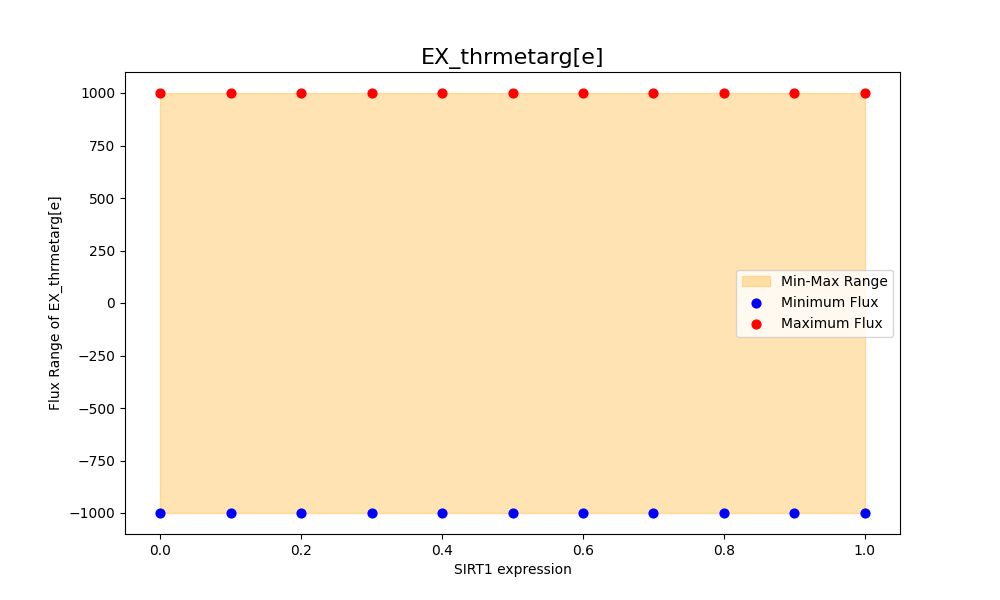 EX_thrmetarg[e]
Flux Range of EX_thrmetarg[e]
1000
750
500
250
0
−250
−500
−750
−1000
Min-Max Range
Minimum Flux
Maximum Flux
0.0
0.2
0.4
0.6
0.8
1.0
SIRT1 expression